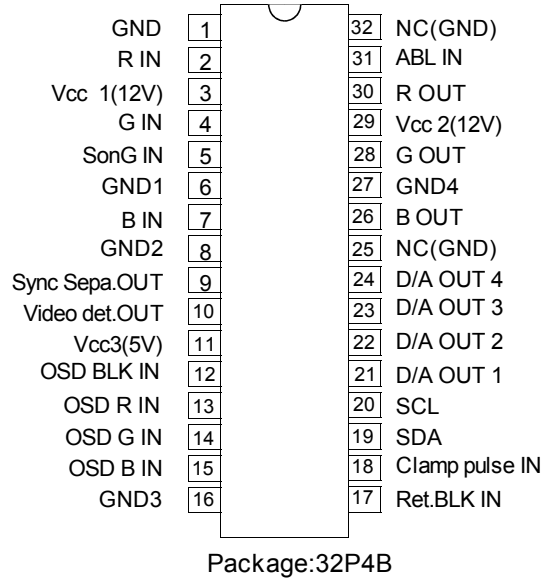 GND 1 32 NC(GND)
R IN 2 31 ABL IN
Vcc 1(12V) 3 30 R OUT
G IN 4 29 Vcc 2(12V)
SonG IN 5 28 G OUT
GND1 6 27 GND4
B IN 7 26 B OUT
GND2 8 25 NC(GND)
Sync Sepa.OUT 9 24 D/A OUT 4
Video det.OUT 10 23 D/A OUT 3
Vcc3(5V) 11 22 D/A OUT 2
OSD BLK IN 12 21 D/A OUT 1
OSD R IN 13 20 SCL
OSD G IN 14 19 SDA
OSD B IN 15 18 Clamp pulse IN
GND3 16 17 Ret.BLK IN
Package:32P4B